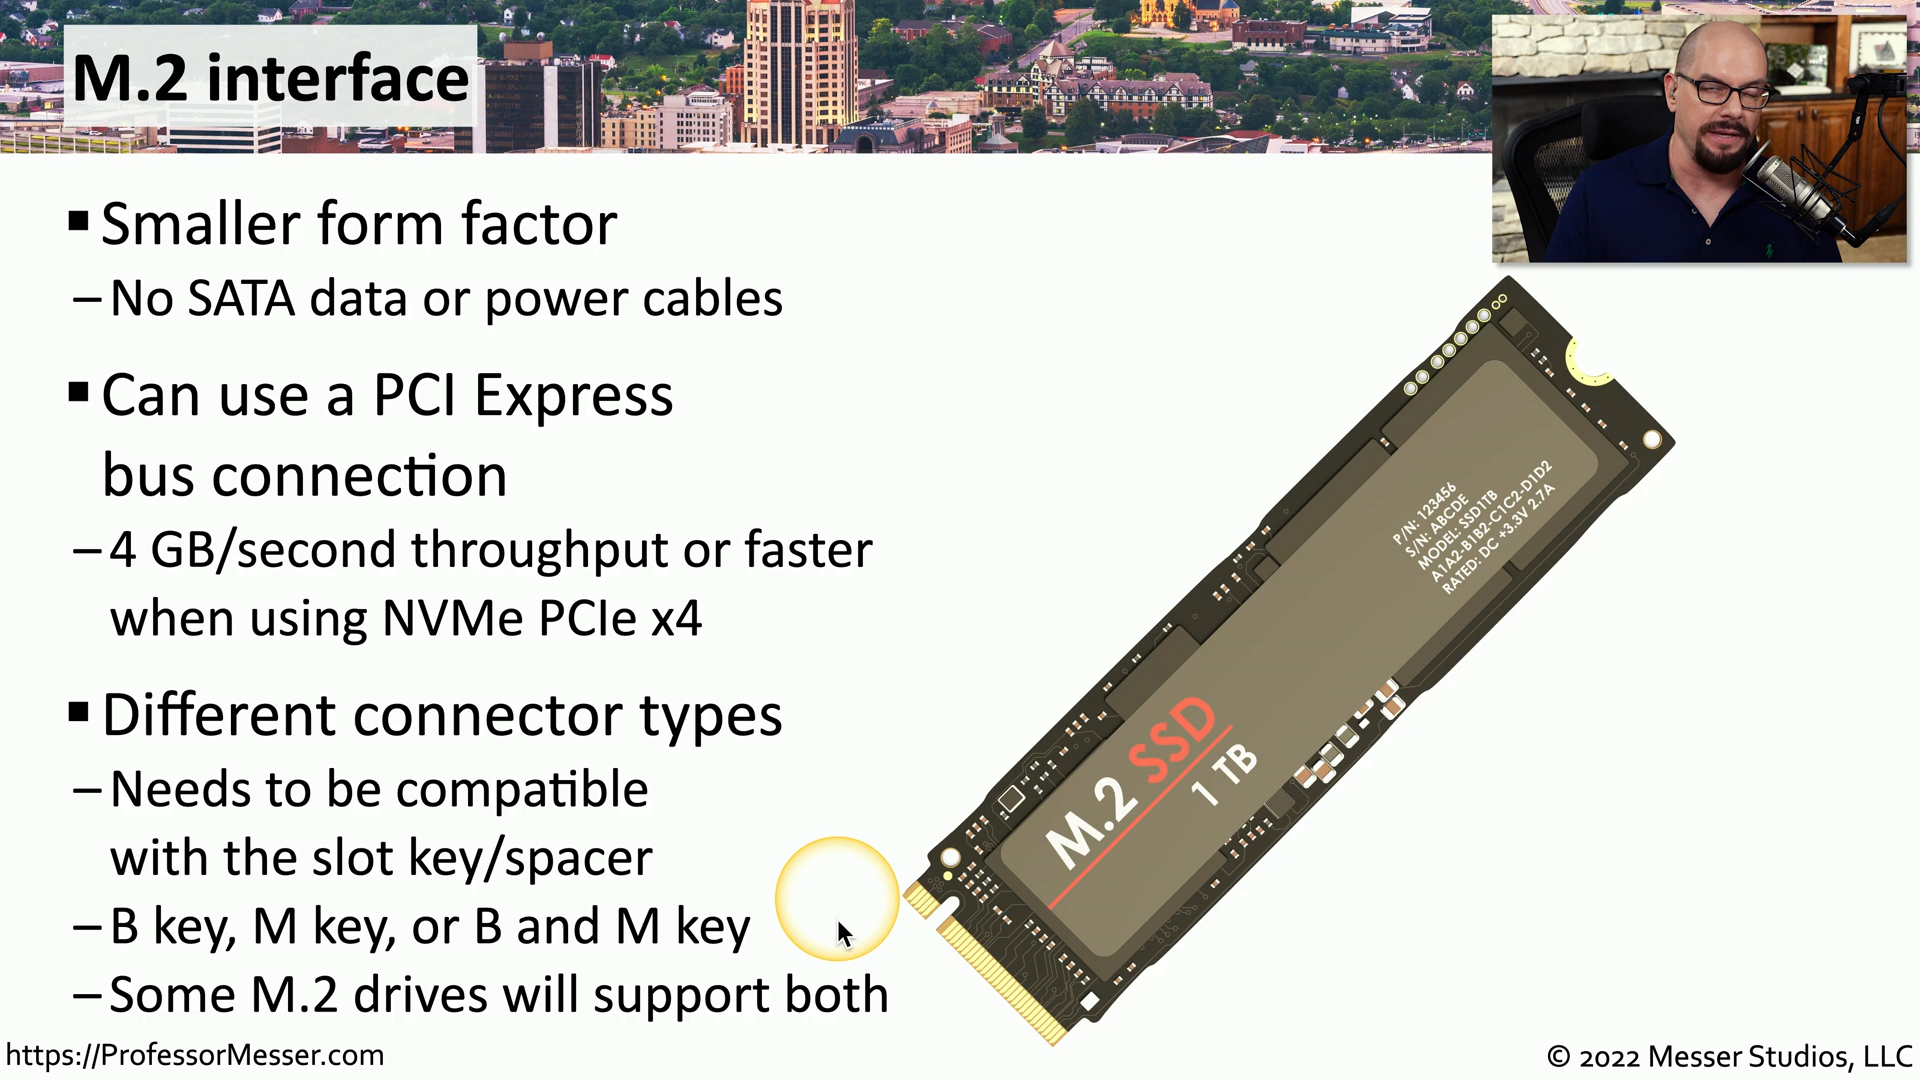 M.2 interface
▪ Smaller form factor
– No SATA data or power cables
▪ Can use a PCI Express
bus connection
– 4 GB/second throughput or faster
when using NVMe PCIe x4
▪ Different connector types
– Needs to be compatible
with the slot key/spacer
– B key, M key, or B and M key
– Some M.2 drives will support both
P/N: 123456
S/N: ABCDE
MODEL: SSD1TB
A1A2-B1B2-C1C2-D1D2
RATED: DC +3.3V 2.7A
M.2 SSD
1 TB
https://ProfessorMesser.com
© 2022 Messer Studios, LLC